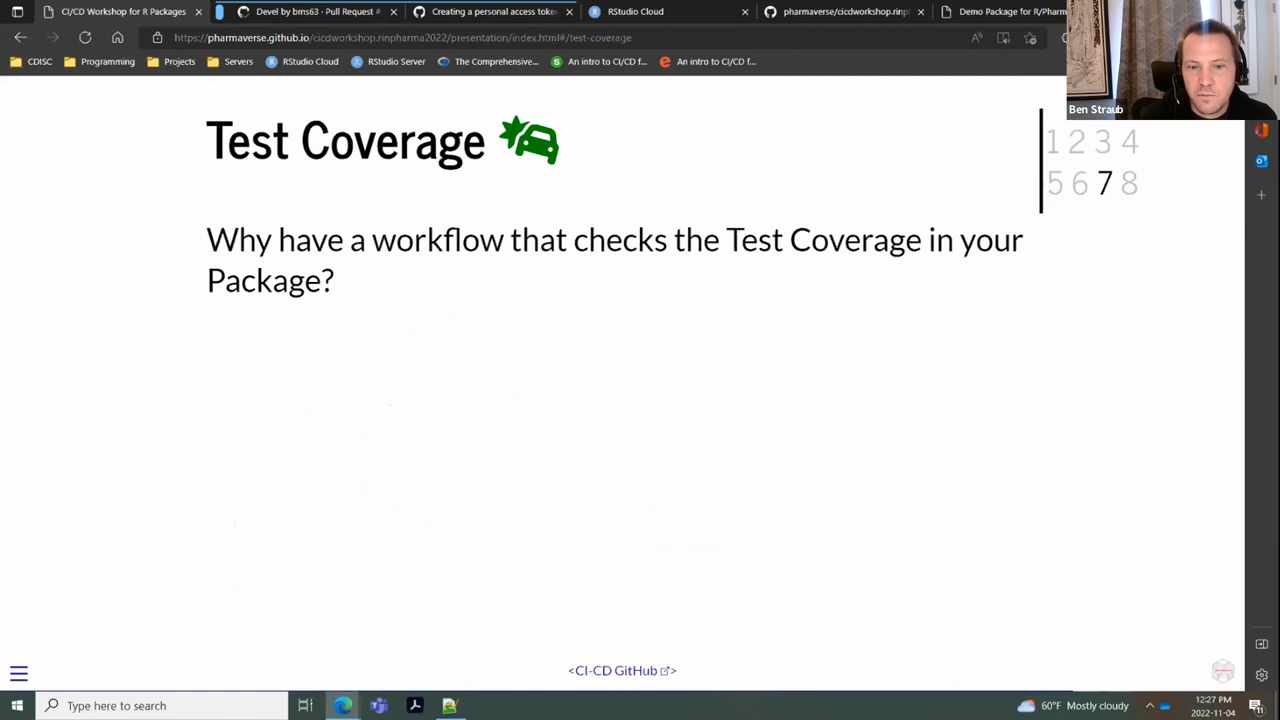 CI/CD Workshop for R Packages
Devel by bms63 · Pull Request #
Creating a personal access toke
RStudio Cloud
pharmaverse/cicdworkshop.rinp
Demo Package for R/Pharm
https://pharmaverse.github.io/cicdworkshop.rinpharma2022/presentation/index.html#/test-coverage
CDISC
Programming
Projects
Servers
RStudio Cloud
RStudio Server
The Comprehensive...
An intro to CI/CD f...
An intro to CI/CD f...
Ben Straub
Test Coverage
1 2 3 4
5 6 7 8
Why have a workflow that checks the Test Coverage in your
Package?
<CI-CD GitHub>
Type here to search
60°F Mostly cloudy
12:27 PM
2022-11-04
11